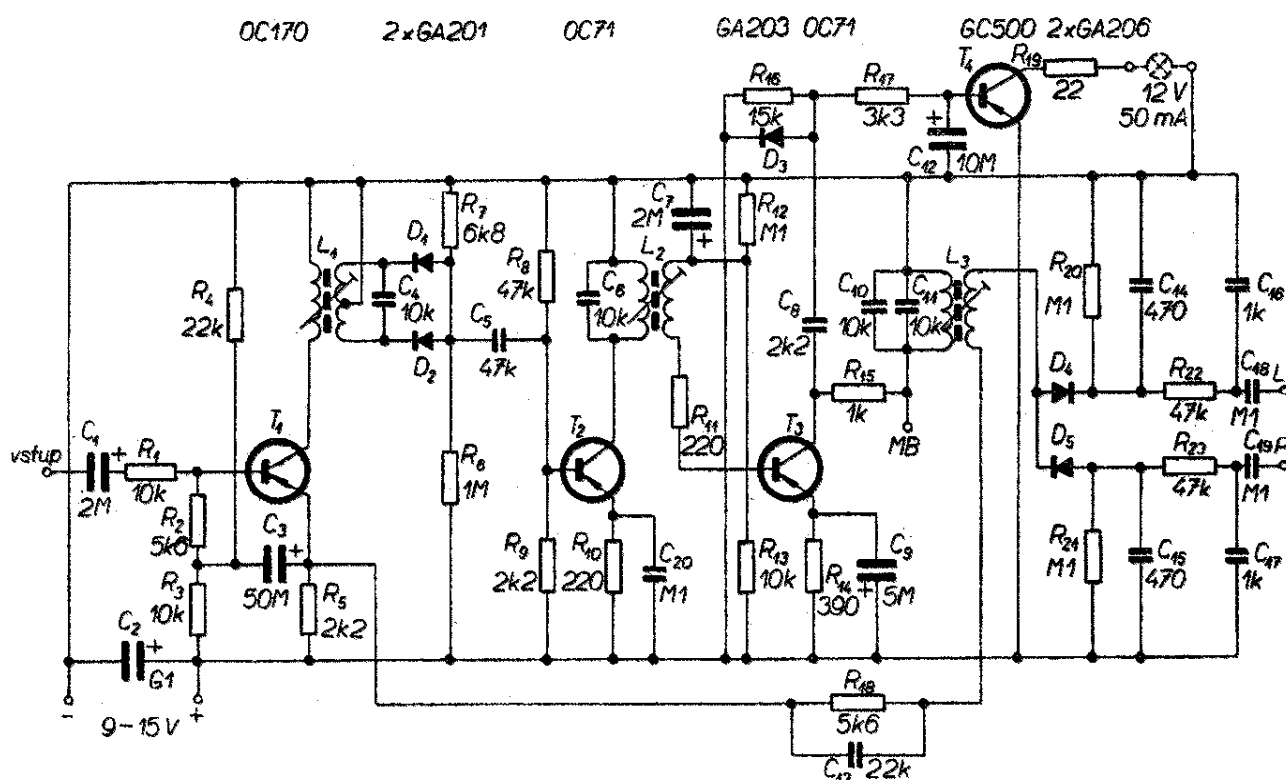 OC170 2xGA201 OC71 GA203 OC71 GC500 2xGA206
T4 R19
22
12 V
50 mA
R16
15k
R17
3k3
D3
+
C12
10M
R7
6k8
C7
2M
+
R12
M1
L1
D1
L2
L3
R4
22k
C4
10k
R8
47k
C6
10k
C8
2k2
C10
10k
C11
10k
R20
M1
C14
470
C16
1k
D2
C5
47k
R15
1k
MB
R11
220
D4
R22
47k
C18
M1
L
D5
R23
47k
C19
M1
P
vstup
C1
+
2M
R1
10k
T1
R6
1M
T2
T3
R2
5k6
C3
+
50M
R3
10k
R5
2k2
R9
2k2
R10
220
C20
M1
R13
10k
R14
390
C9
+
5M
R21
M1
C15
470
C17
1k
C2
+
G1
-
9-15V
+
R18
5k6
C13
22k